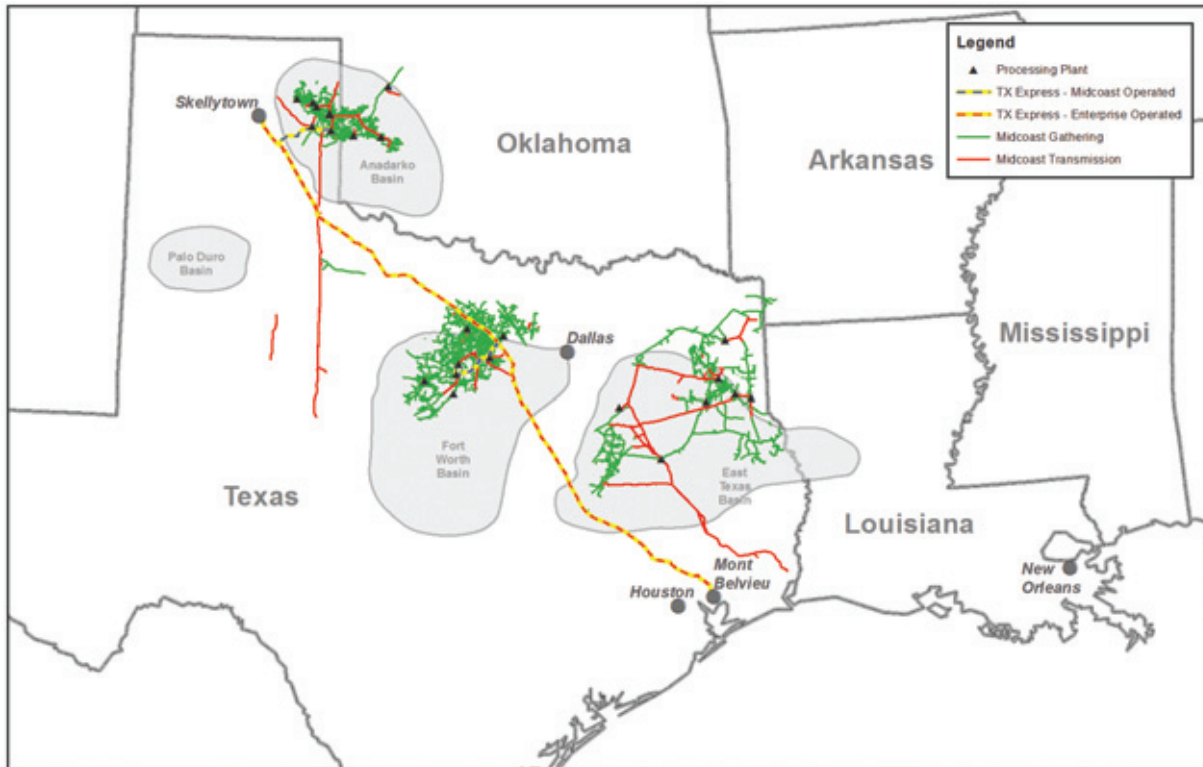 Legend
Processing Plant
TX Express - Midcoast Operated
TX Express - Enterprise Operated
Midcoast Gathering
Midcoast Transmission
Skellytown
Oklahoma
Arkansas
Anadarko
Basin
Palo Duro
Basin
Mississippi
Dallas
Fort
Worth
Basin
East
Texas
Basin
Texas
Louisiana
Mont
Belvieu
Houston
New
Orleans